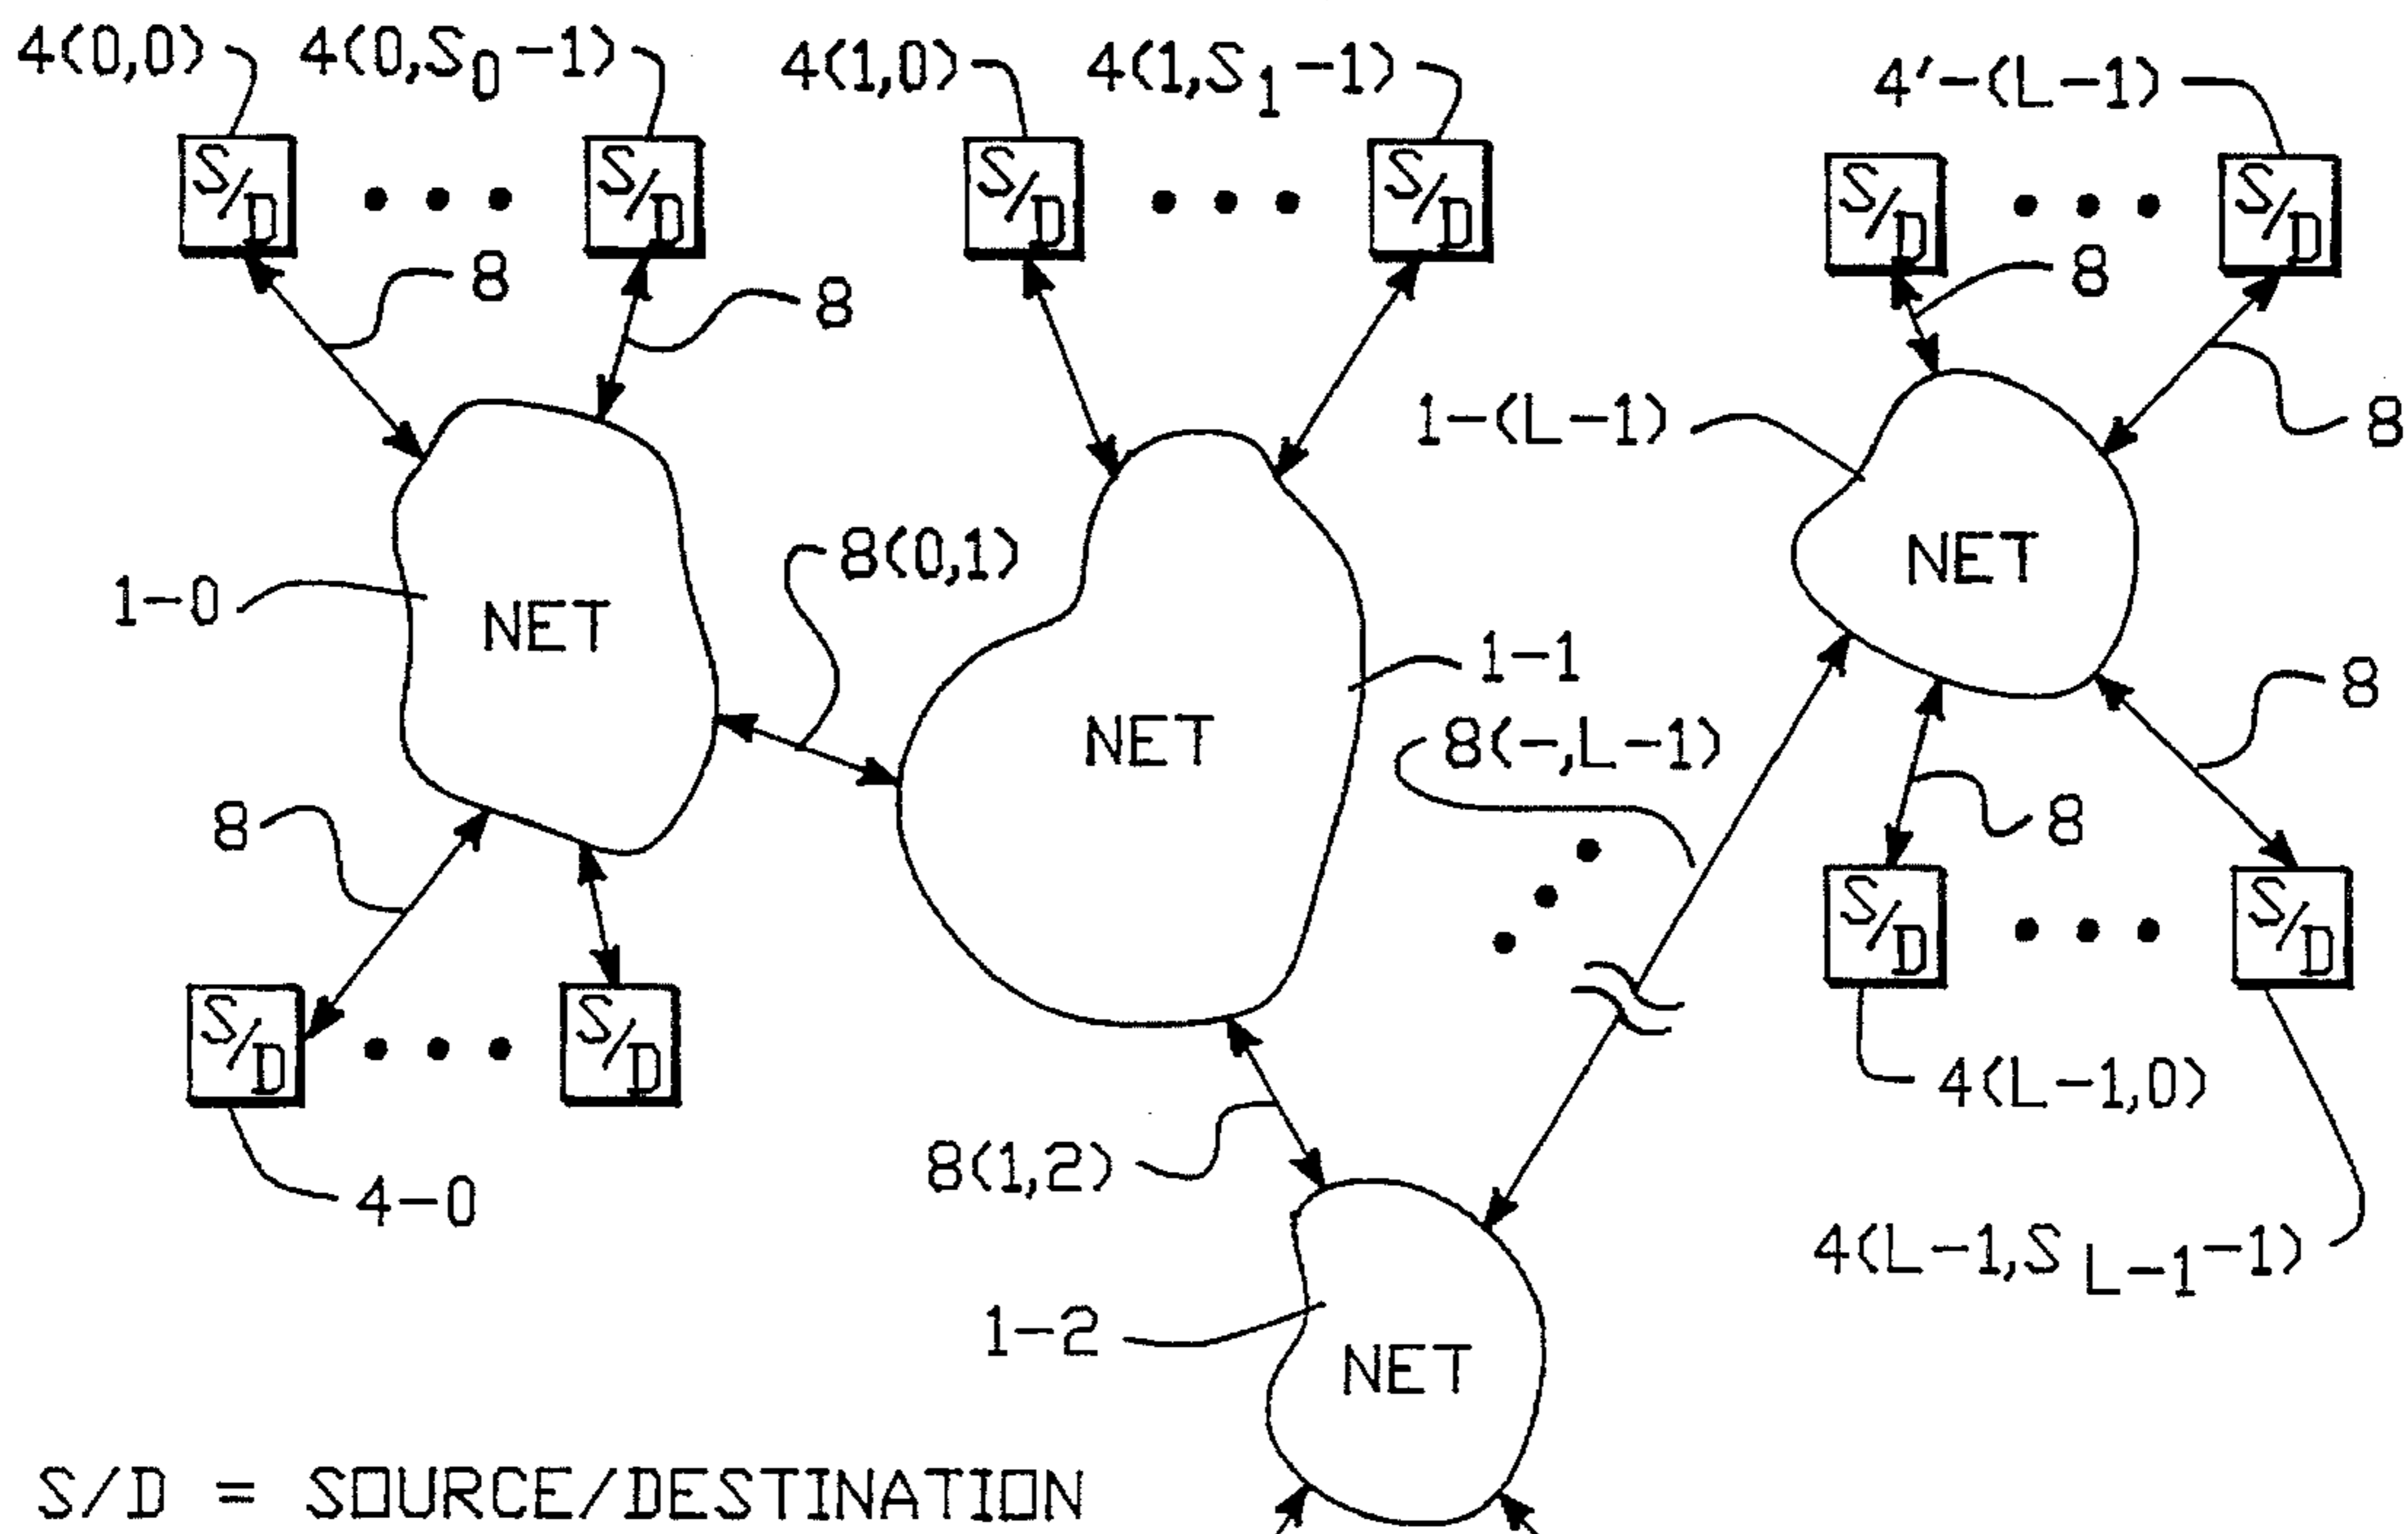 4(0,0) 4(0,S0-1) 4(1,0) 4(1,S1-1) 4'-(L-1)
S/D S/D S/D S/D S/D S/D
8 8 8
8
1-(L-1)
8(0,1)
NET
1-0
NET
1-1
8
NET
8(-,L-1)
8
8
S/D S/D
S/D S/D
4(L-1,0)
8(1,2)
4-0
4(L-1,S L-1-1)
1-2
NET
S/D = SOURCE/DESTINATION